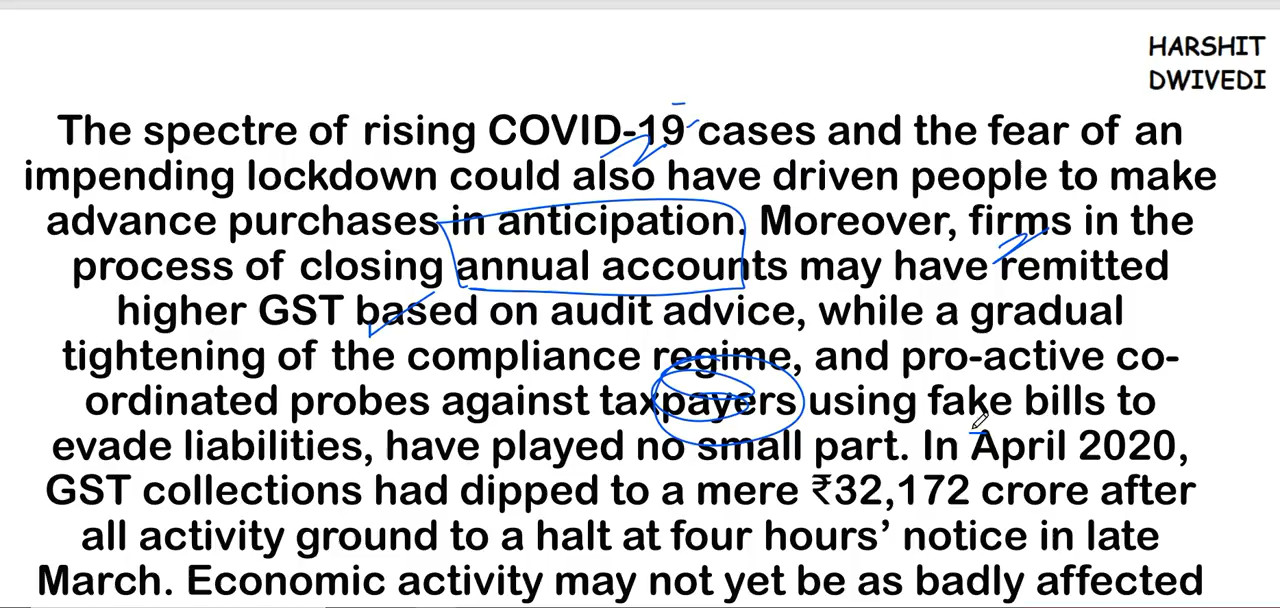 HARSHIT
DWIVEDI
The spectre of rising COVID-19 cases and the fear of an
impending lockdown could also have driven people to make
advance purchases in anticipation. Moreover, firms in the
process of closing annual accounts may have remitted
higher GST based on audit advice, while a gradual
tightening of the compliance regime, and pro-active co-
ordinated probes against taxpayers using fake bills to
evade liabilities, have played no small part. In April 2020,
GST collections had dipped to a mere ₹32,172 crore after
all activity ground to a halt at four hours’ notice in late
March. Economic activity may not yet be as badly affected